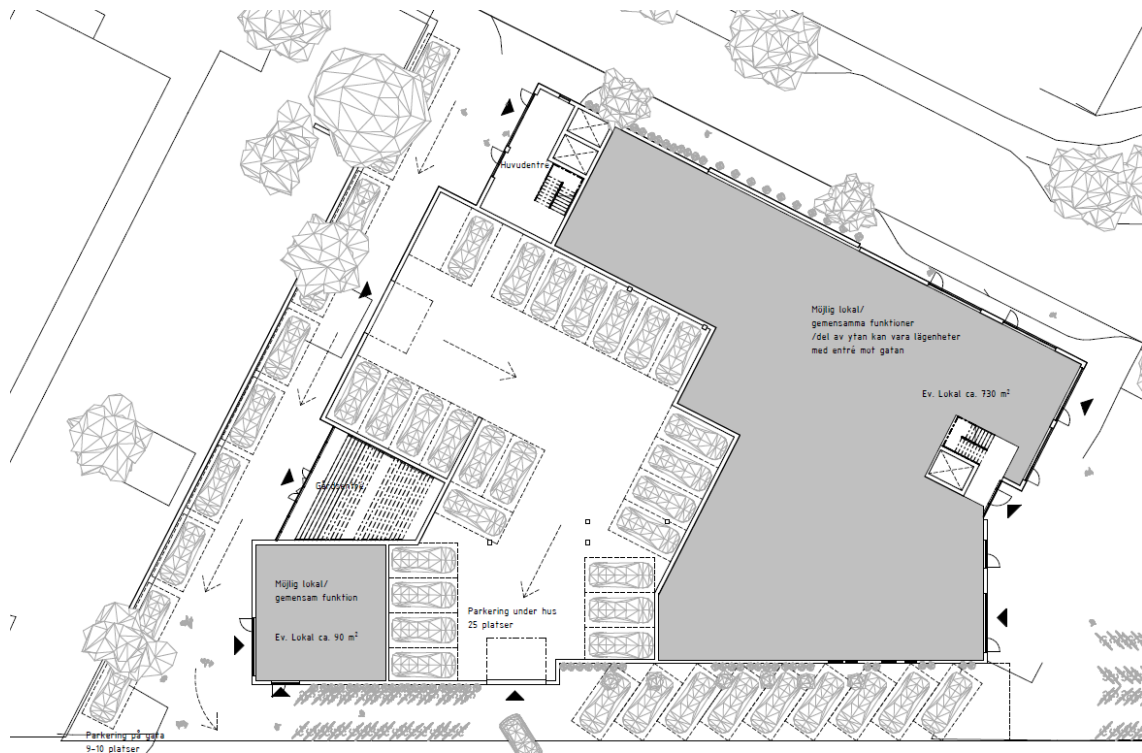 Huvudentré
Möjlig lokal/
gemensamma funktioner
/del av ytan kan vara lägenheter
med entré mot gatan
Ev. Lokal ca. 730 m²
Gårdsentré
Möjlig lokal/
gemensam funktion
Ev. Lokal ca. 90 m²
Parkering under hus
25 platser
Parkering på gata
9-10 platser